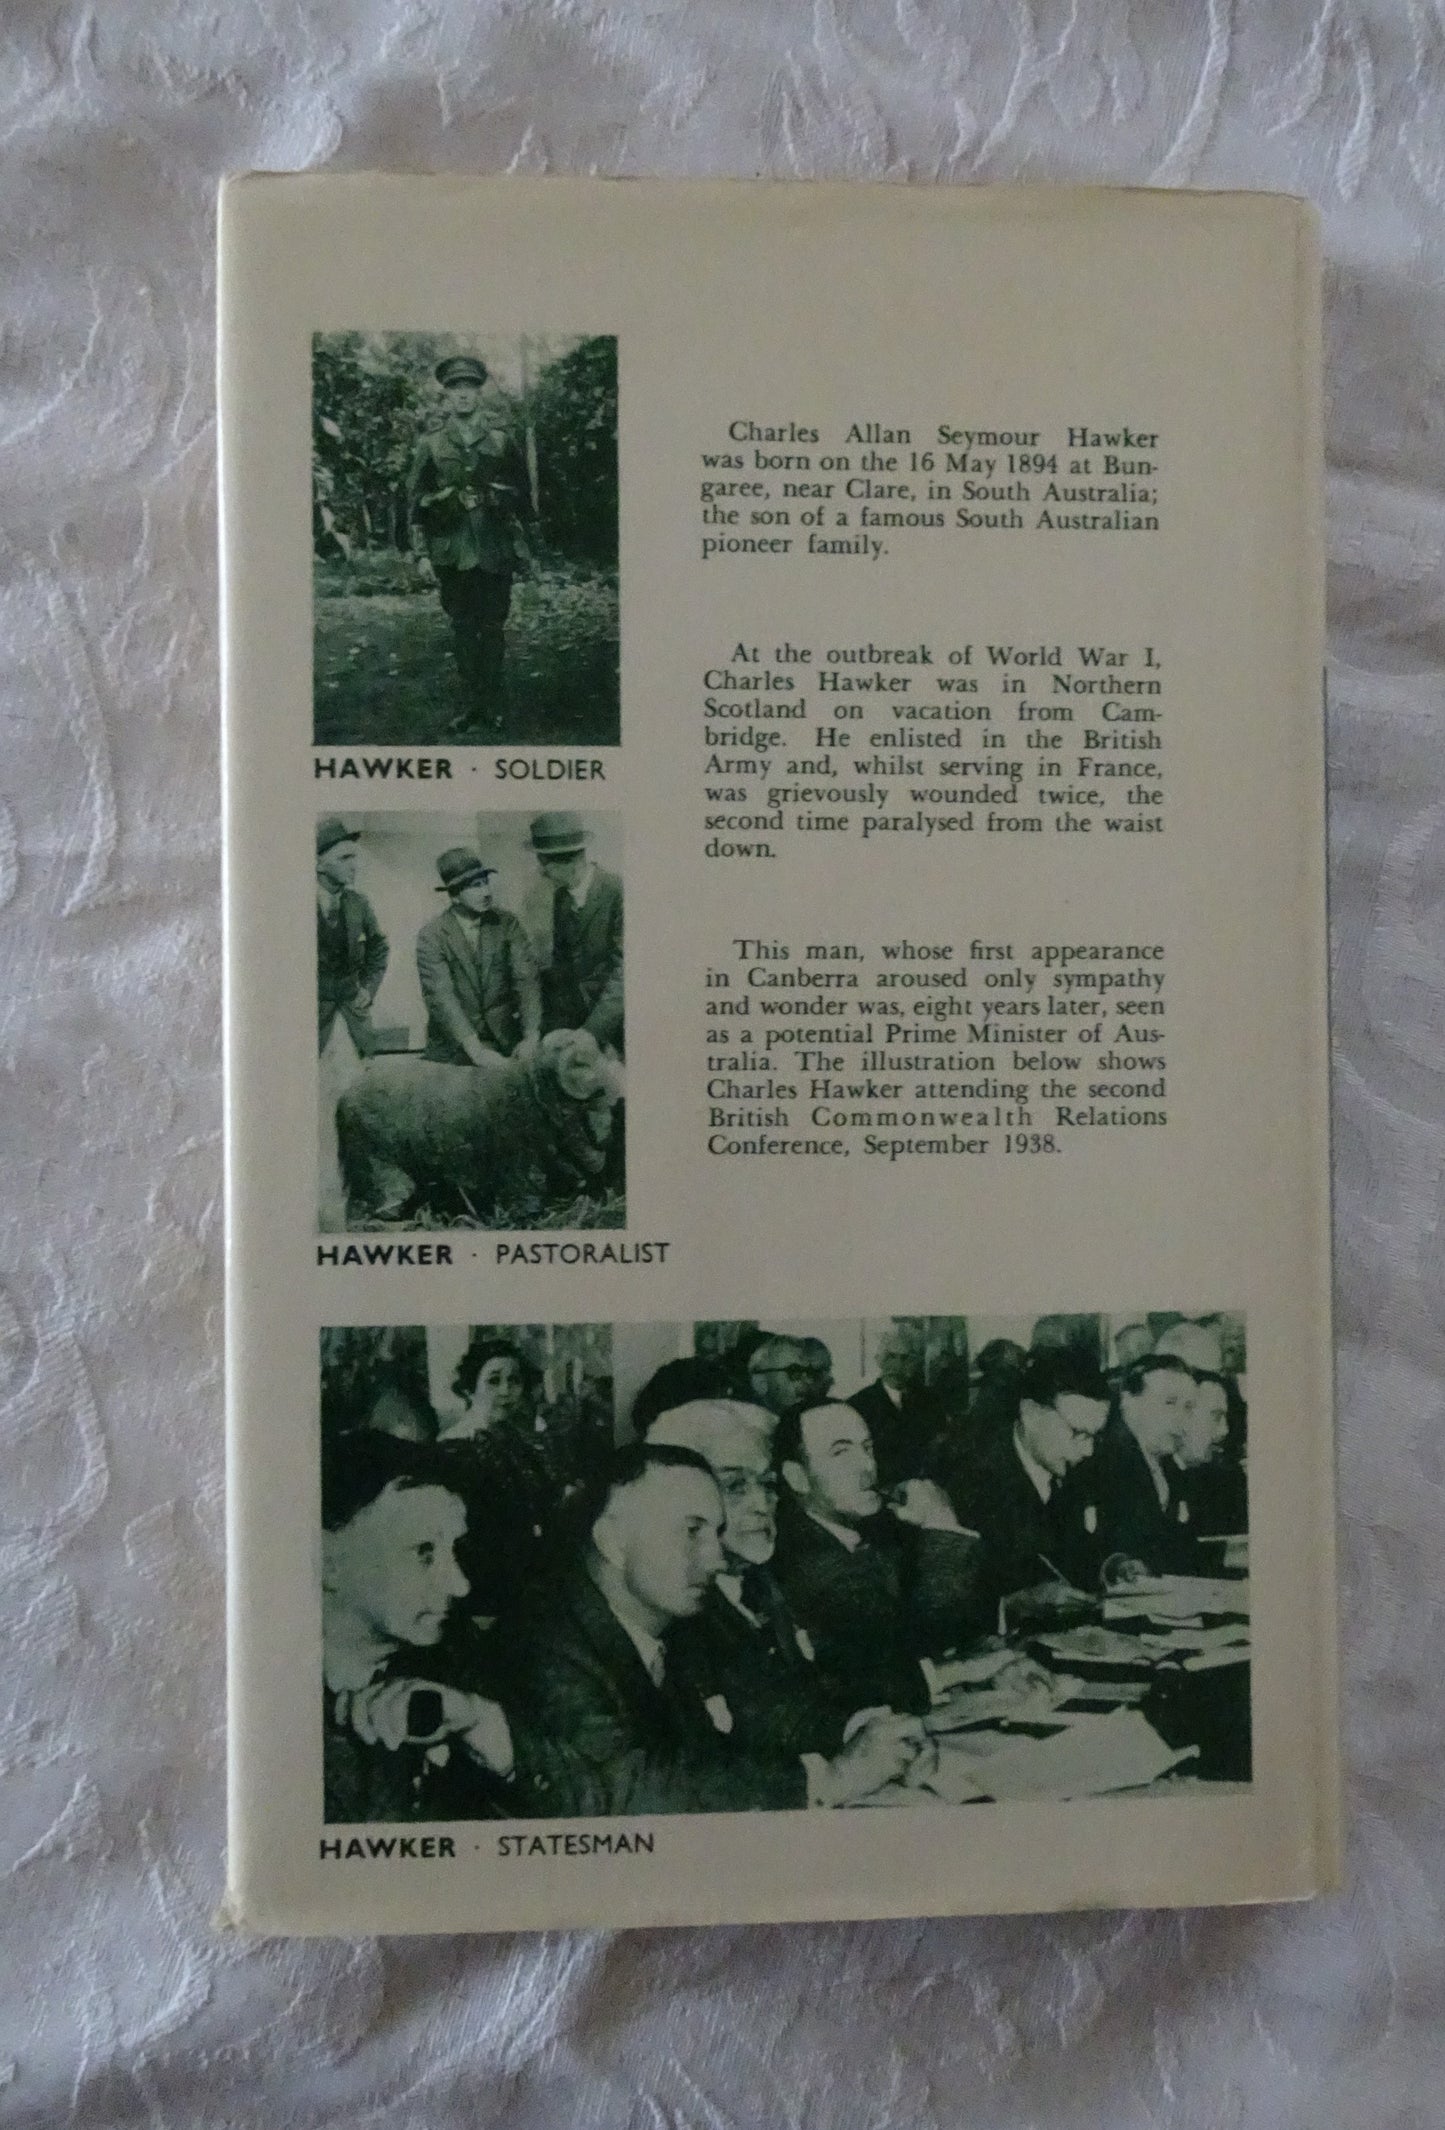 Charles Allan Seymour Hawker
was born on the 16 May 1894 at Bun-
garee, near Clare, in South Australia;
the son of a famous South Australian
pioneer family.
At the outbreak of World War I,
Charles Hawker was in Northern
Scotland on vacation from Cam-
bridge. He enlisted in the British
Army and, whilst serving in France,
was grievously wounded twice, the
second time paralysed from the waist
down.
HAWKER · SOLDIER
This man, whose first appearance
in Canberra aroused only sympathy
and wonder was, eight years later, seen
as a potential Prime Minister of Aus-
tralia. The illustration below shows
Charles Hawker attending the second
British Commonwealth Relations
Conference, September 1938.
HAWKER · PASTORALIST
HAWKER · STATESMAN